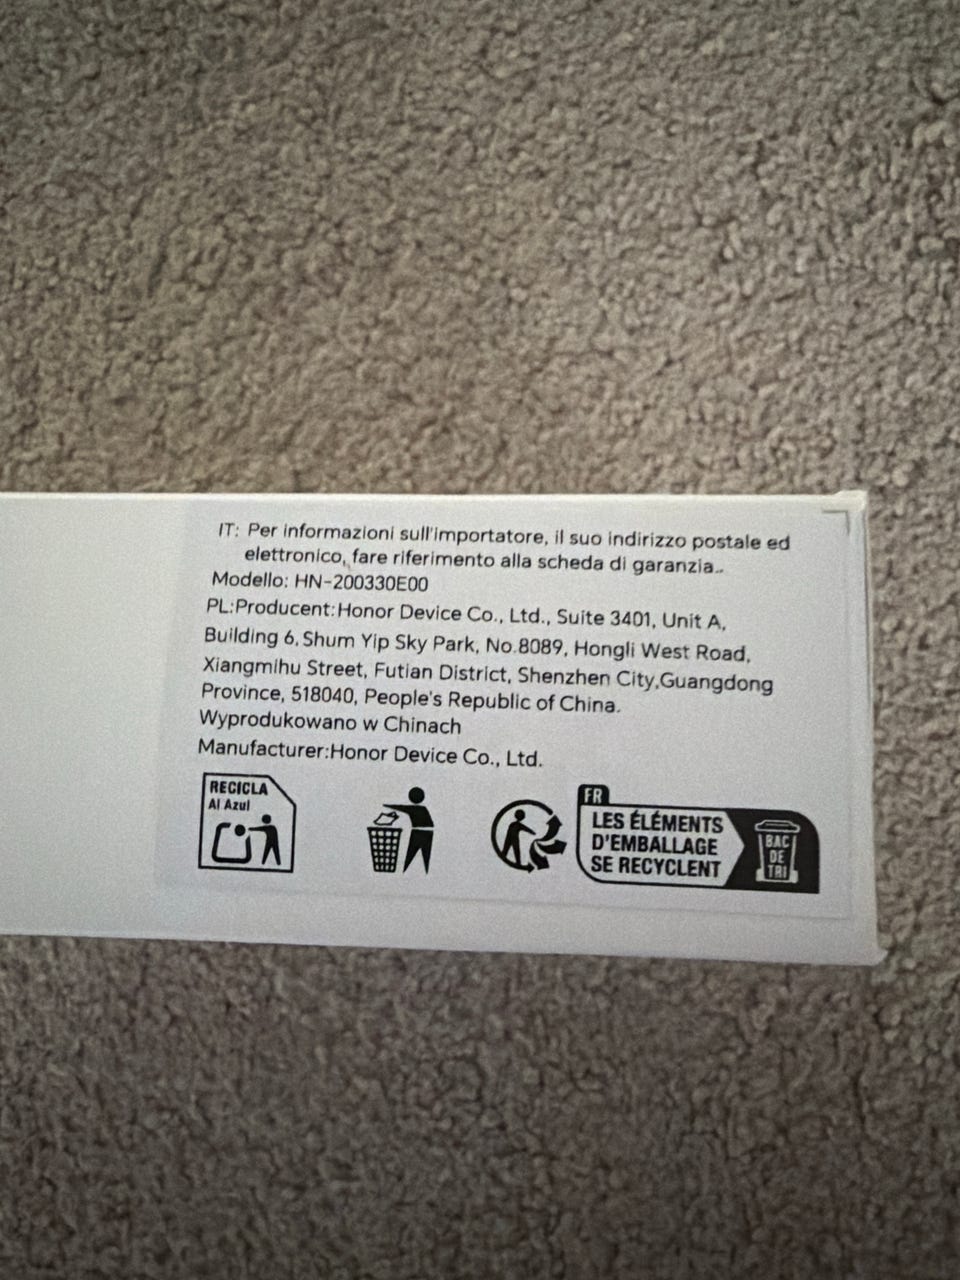 IT: Per informazioni sull'importatore, il suo indirizzo postale ed
elettronico, fare riferimento alla scheda di garanzia..
Modello: HN-200330E00
PL:Producent:Honor Device Co., Ltd., Suite 3401, Unit A,
Building 6, Shum Yip Sky Park, No.8089, Hongli West Road,
Xiangmihu Street, Futian District, Shenzhen City,Guangdong
Province, 518040, People's Republic of China.
Wyprodukowano w Chinach
Manufacturer:Honor Device Co., Ltd.
RECICLA
Al Azul
FR
LES ÉLÉMENTS
D'EMBALLAGE
SE RECYCLENT
BAC
DE
TRI